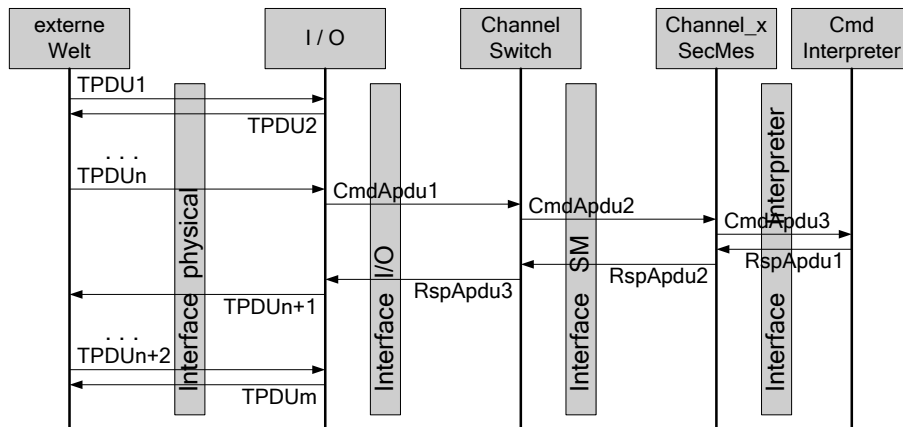 externe
Welt
I / O
Channel
Switch
Channel_x
SecMes
Cmd
Interpreter
TPDU1
TPDU2
. . .
TPDUn
CmdApdu1
CmdApdu2
CmdApdu3
RspApdu1
RspApdu2
RspApdu3
TPDUn+1
. . .
TPDUn+2
TPDUm
Interface physical
Interface I/O
Interface SM
Interface Interpreter